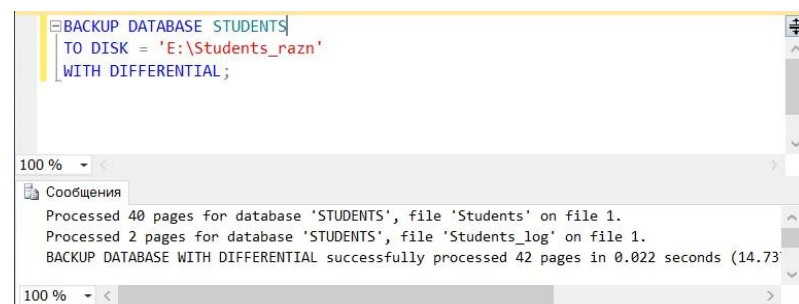 BACKUP DATABASE STUDENTS
TO DISK = 'E:\Students_razn'
WITH DIFFERENTIAL;
100 %
Сообщения
Processed 40 pages for database 'STUDENTS', file 'Students' on file 1.
Processed 2 pages for database 'STUDENTS', file 'Students_log' on file 1.
BACKUP DATABASE WITH DIFFERENTIAL successfully processed 42 pages in 0.022 seconds (14.73
100 %